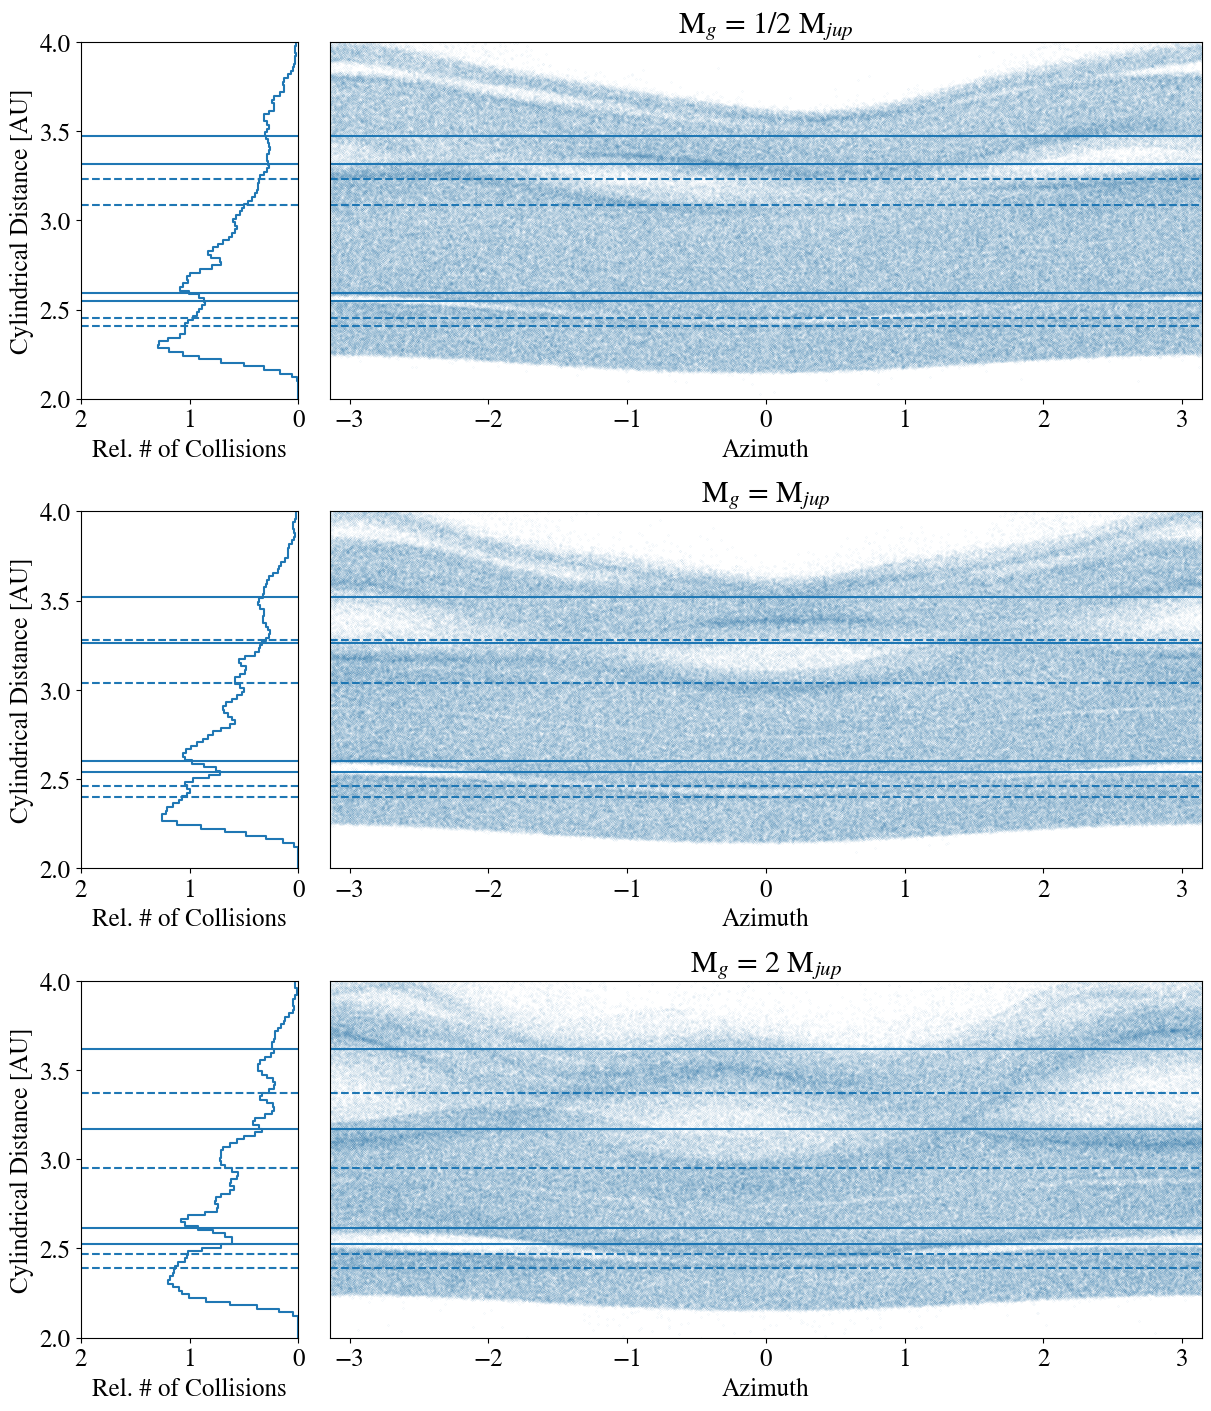 M_g = 1/2 M_jup
4.0
3.5
3.0
2.5
2.0
Cylindrical Distance [AU]
2 1 0
Rel. # of Collisions
−3 −2 −1 0 1 2 3
Azimuth
M_g = M_jup
4.0
3.5
3.0
2.5
2.0
Cylindrical Distance [AU]
2 1 0
Rel. # of Collisions
−3 −2 −1 0 1 2 3
Azimuth
M_g = 2 M_jup
4.0
3.5
3.0
2.5
2.0
Cylindrical Distance [AU]
2 1 0
Rel. # of Collisions
−3 −2 −1 0 1 2 3
Azimuth